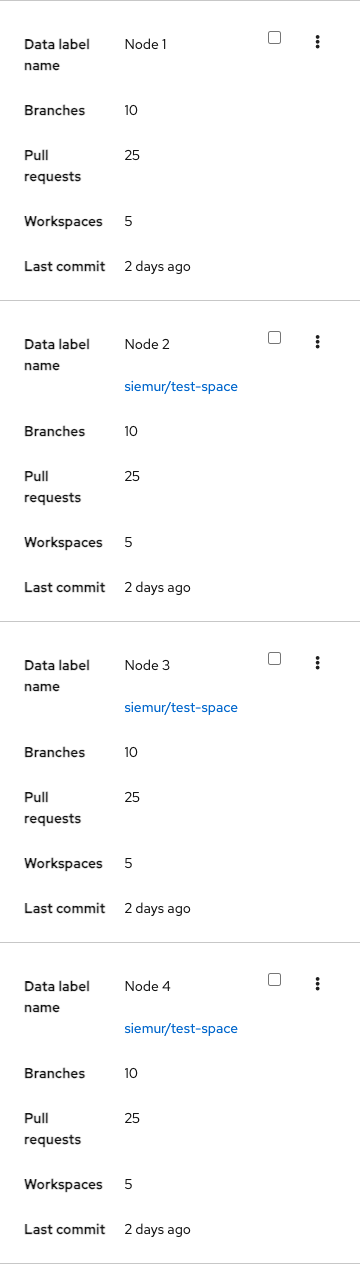 Data label name Node 1
Branches 10
Pull requests 25
Workspaces 5
Last commit 2 days ago
Data label name Node 2
siemur/test-space
Branches 10
Pull requests 25
Workspaces 5
Last commit 2 days ago
Data label name Node 3
siemur/test-space
Branches 10
Pull requests 25
Workspaces 5
Last commit 2 days ago
Data label name Node 4
siemur/test-space
Branches 10
Pull requests 25
Workspaces 5
Last commit 2 days ago